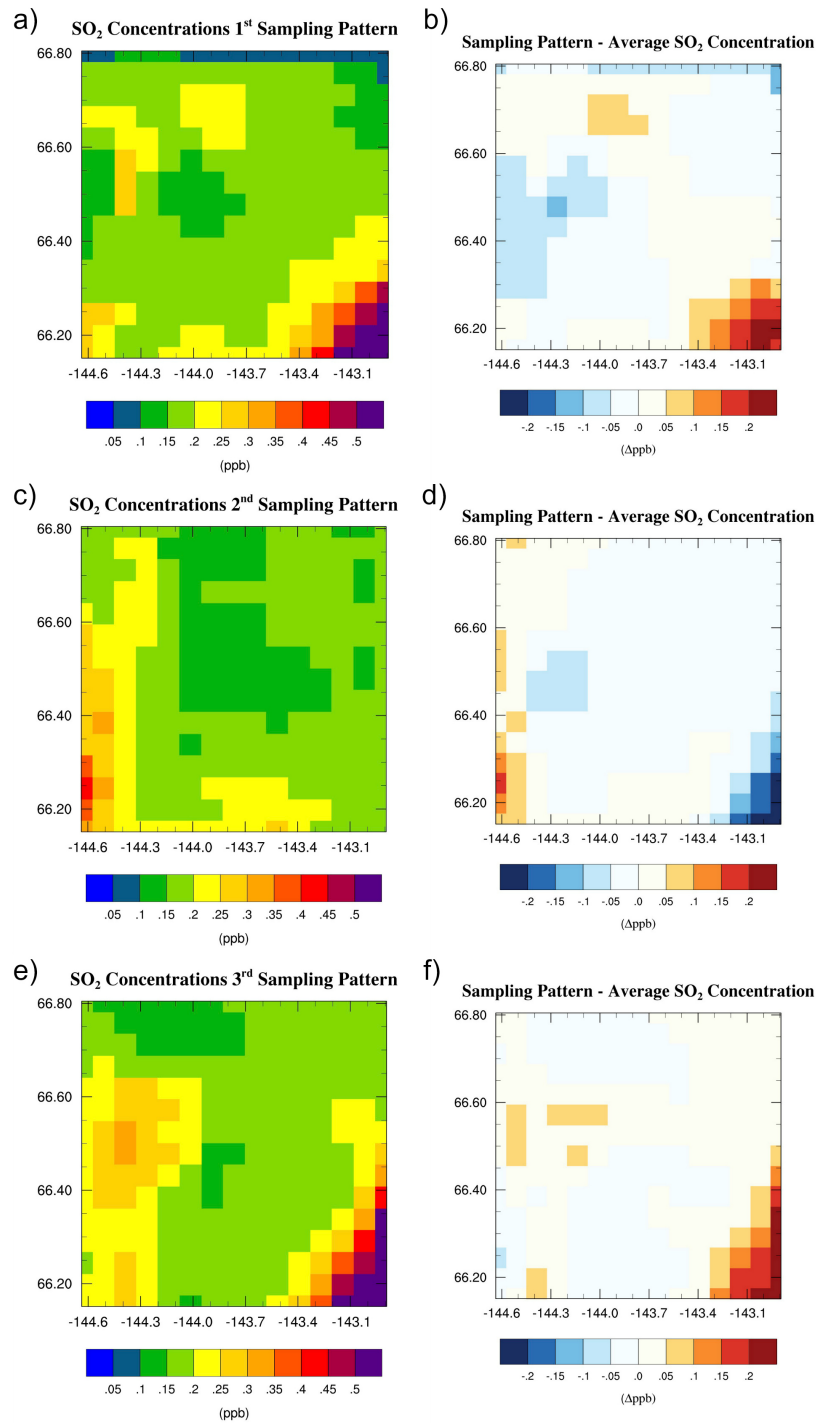 a)
SO2 Concentrations 1st Sampling Pattern
66.80
66.60
66.40
66.20
-144.6 -144.3 -144.0 -143.7 -143.4 -143.1
.05 .1 .15 .2 .25 .3 .35 .4 .45 .5
(ppb)
b)
Sampling Pattern - Average SO2 Concentration
66.80
66.60
66.40
66.20
-144.6 -144.3 -144.0 -143.7 -143.4 -143.1
-.2 -.15 -.1 -.05 .0 .05 .1 .15 .2
(Δppb)
c)
SO2 Concentrations 2nd Sampling Pattern
66.80
66.60
66.40
66.20
-144.6 -144.3 -144.0 -143.7 -143.4 -143.1
.05 .1 .15 .2 .25 .3 .35 .4 .45 .5
(ppb)
d)
Sampling Pattern - Average SO2 Concentration
66.80
66.60
66.40
66.20
-144.6 -144.3 -144.0 -143.7 -143.4 -143.1
-.2 -.15 -.1 -.05 .0 .05 .1 .15 .2
(Δppb)
e)
SO2 Concentrations 3rd Sampling Pattern
66.80
66.60
66.40
66.20
-144.6 -144.3 -144.0 -143.7 -143.4 -143.1
.05 .1 .15 .2 .25 .3 .35 .4 .45 .5
(ppb)
f)
Sampling Pattern - Average SO2 Concentration
66.80
66.60
66.40
66.20
-144.6 -144.3 -144.0 -143.7 -143.4 -143.1
-.2 -.15 -.1 -.05 .0 .05 .1 .15 .2
(Δppb)